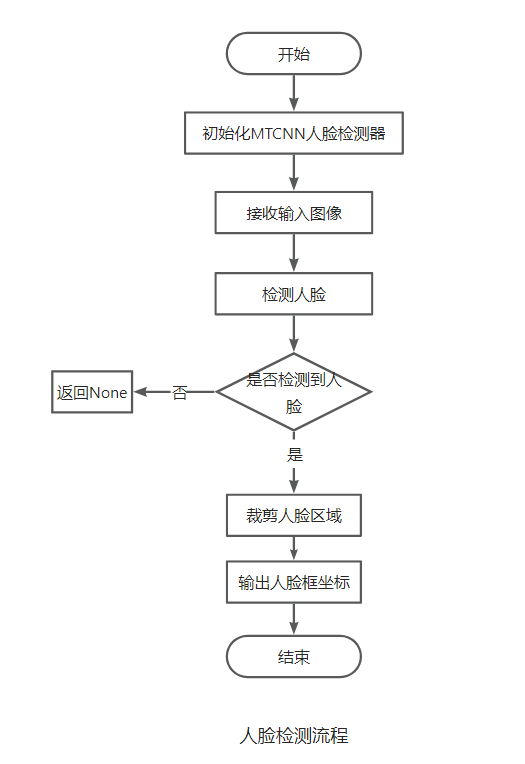 开始
初始化MTCNN人脸检测器
接收输入图像
检测人脸
是否检测到人
脸
返回None
否
是
裁剪人脸区域
输出人脸框坐标
结束
人脸检测流程